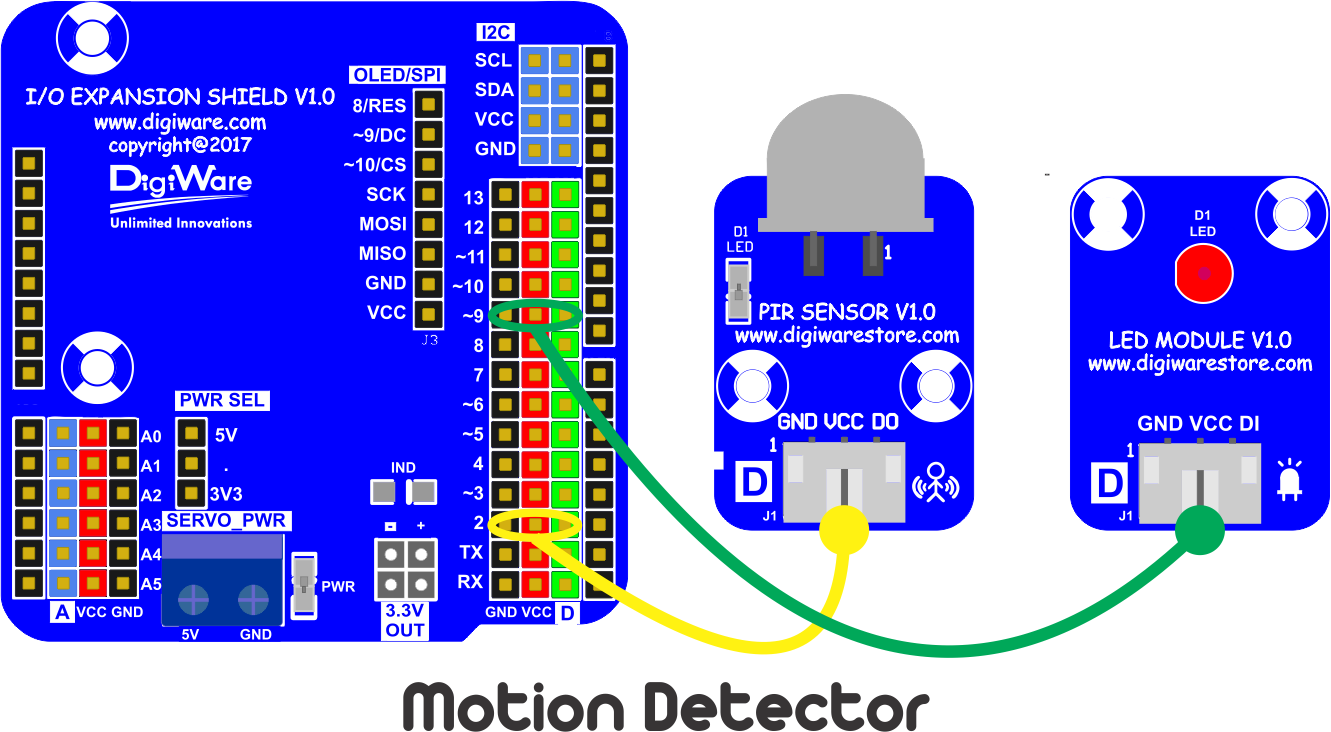 I/O EXPANSION SHIELD V1.0
www.digiware.com
copyright@2017
DigiWare
Unlimited Innovations
OLED/SPI
8/RES
~9/DC
~10/CS
SCK
MOSI
MISO
GND
VCC
J3
I2C
SCL
SDA
VCC
GND
13
12
~11
~10
~9
8
7
~6
~5
4
~3
2
TX
RX
GND VCC D
A0
A1
A2
A3
A4
A5
A VCC GND
PWR SEL
5V
.
3V3
SERVO_PWR
5V GND
PWR
IND
- +
3.3V
OUT
D1
LED
1
PIR SENSOR V1.0
www.digiwarestore.com
GND VCC DO
1
D
J1
D1
LED
LED MODULE V1.0
www.digiwarestore.com
GND VCC DI
1
D
J1
Motion Detector